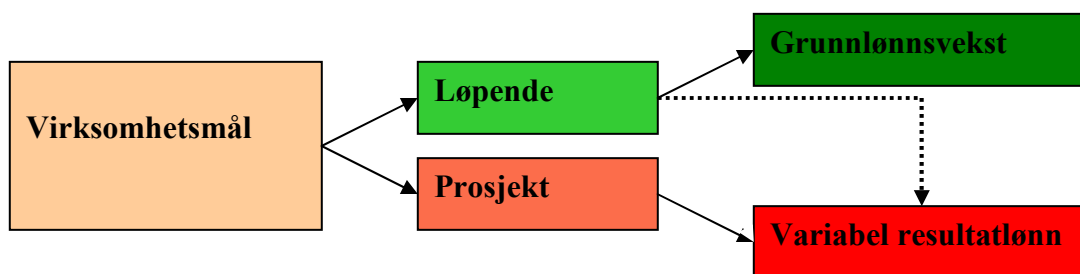 Virksomhetsmål
Løpende
Prosjekt
Grunnlønnsvekst
Variabel resultatlønn